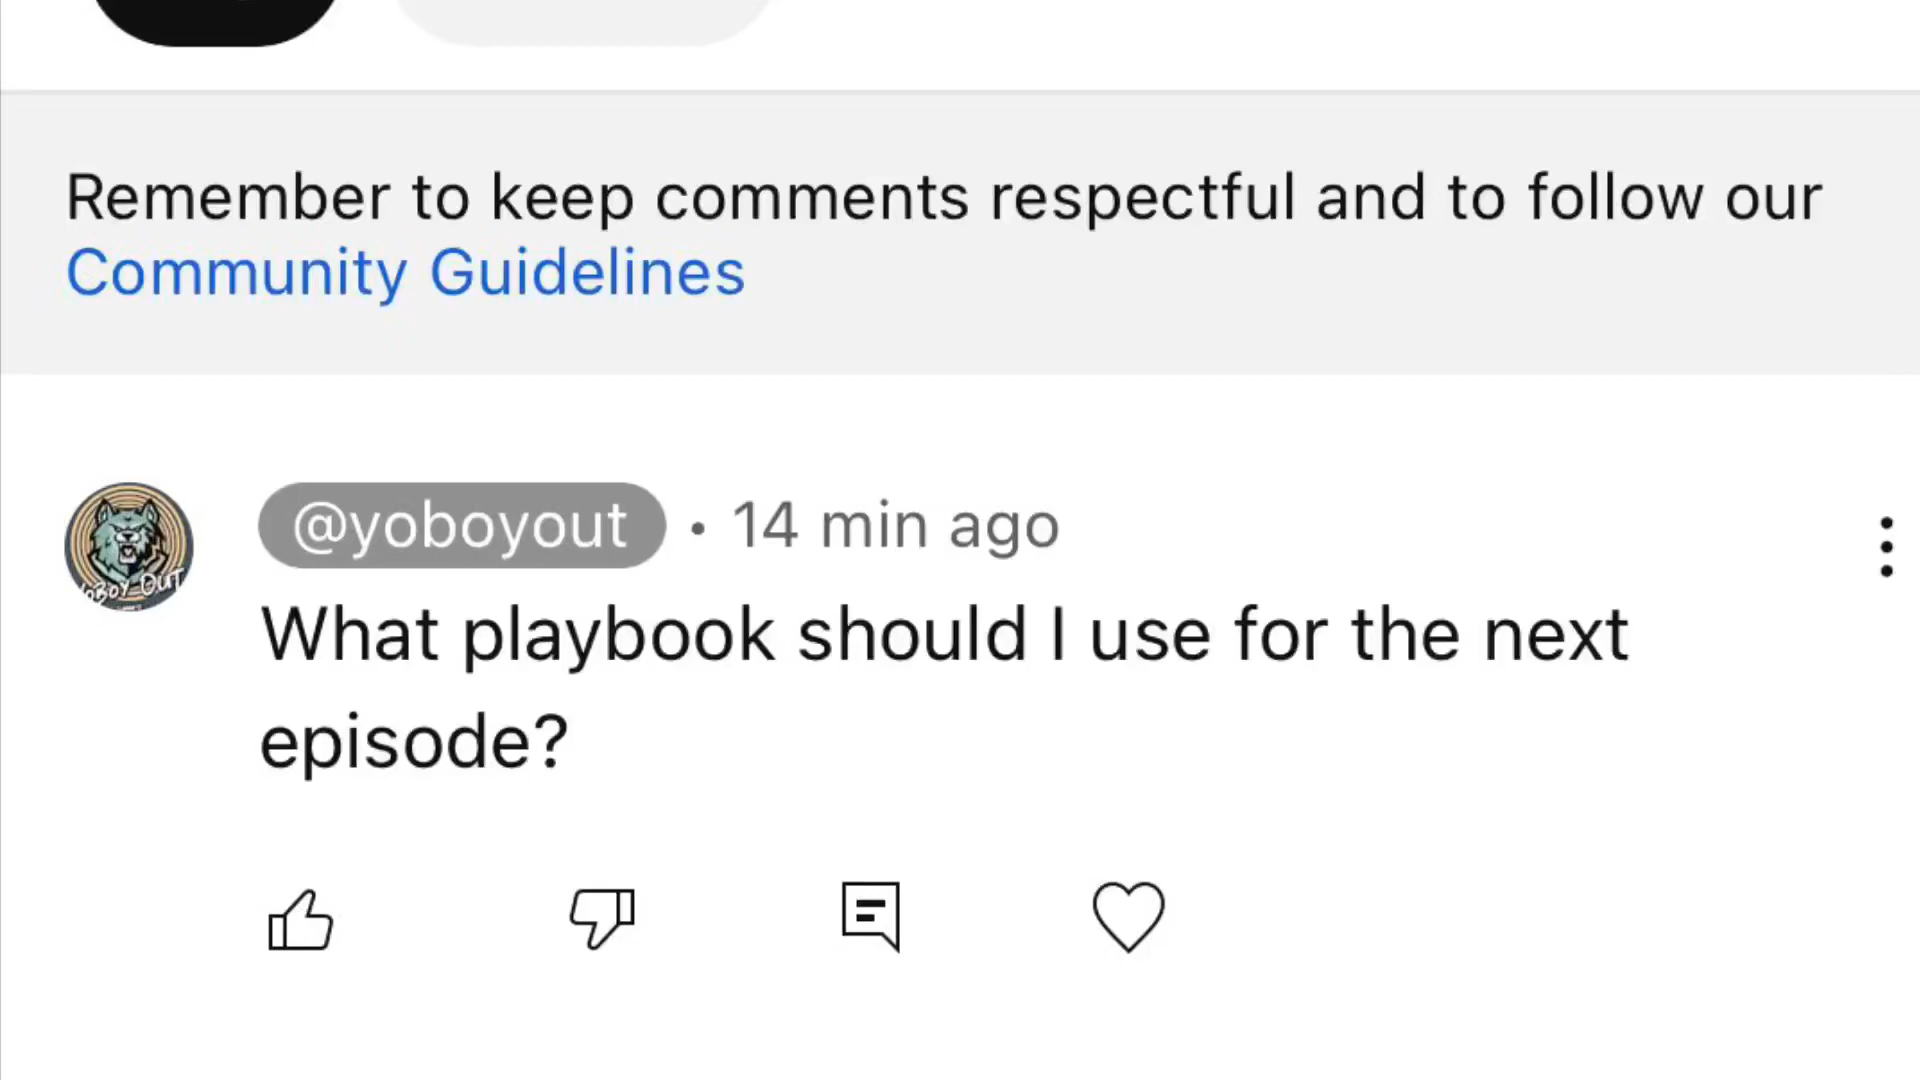 Remember to keep comments respectful and to follow our
Community Guidelines
@yoboyout • 14 min ago
What playbook should I use for the next
episode?